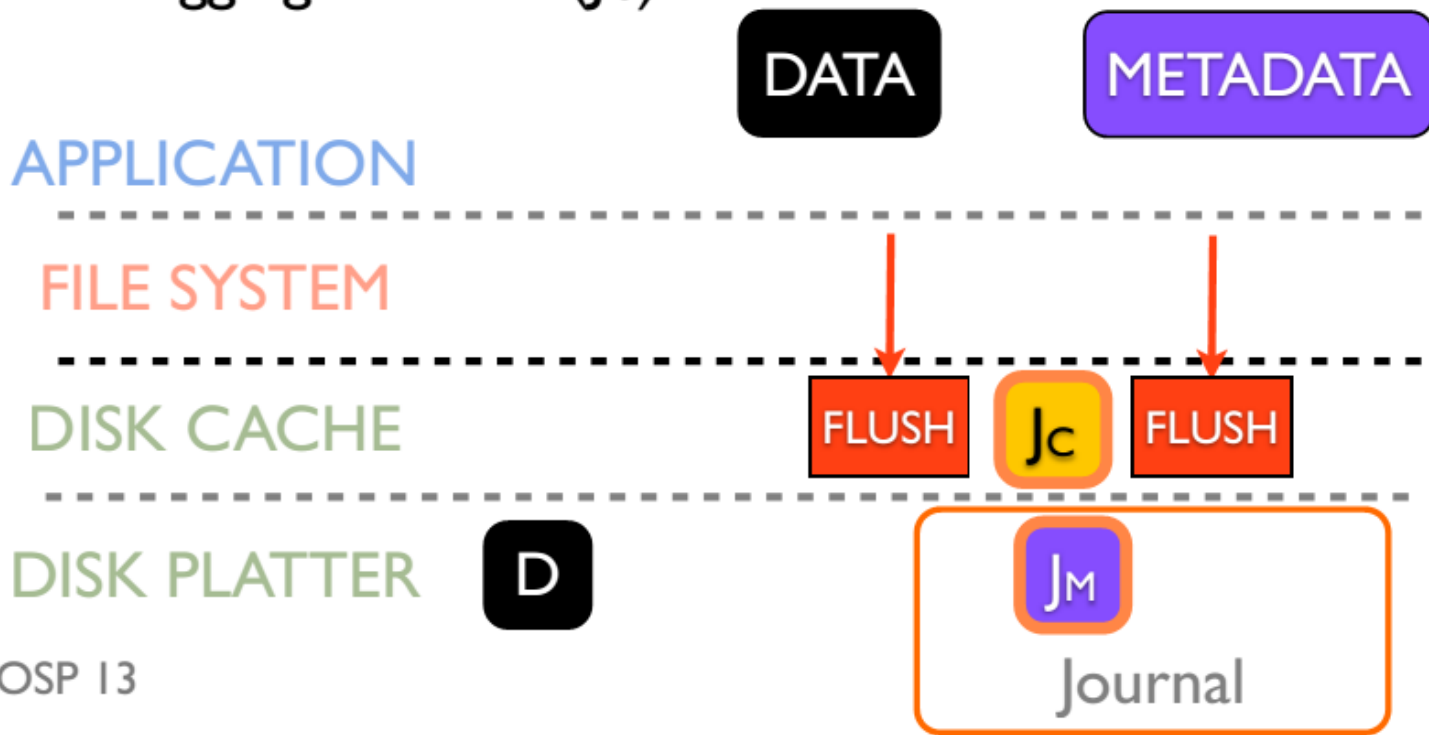 DATA METADATA
APPLICATION
FILE SYSTEM
DISK CACHE FLUSH JC FLUSH
DISK PLATTER D JM
OSP 13 Journal